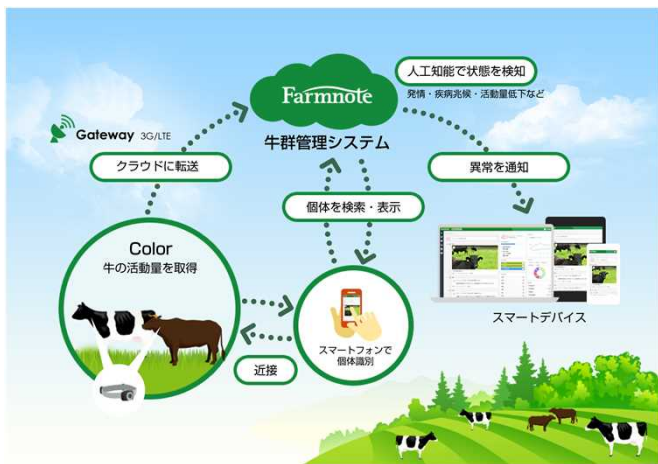 人工知能で状態を検知
発情・疾病兆候・活動量低下など
Farmnote
牛群管理システム
Gateway 3G/LTE
クラウドに転送
異常を通知
個体を検索・表示
Color
牛の活動量を取得
スマートフォンで
個体識別
近接
スマートデバイス